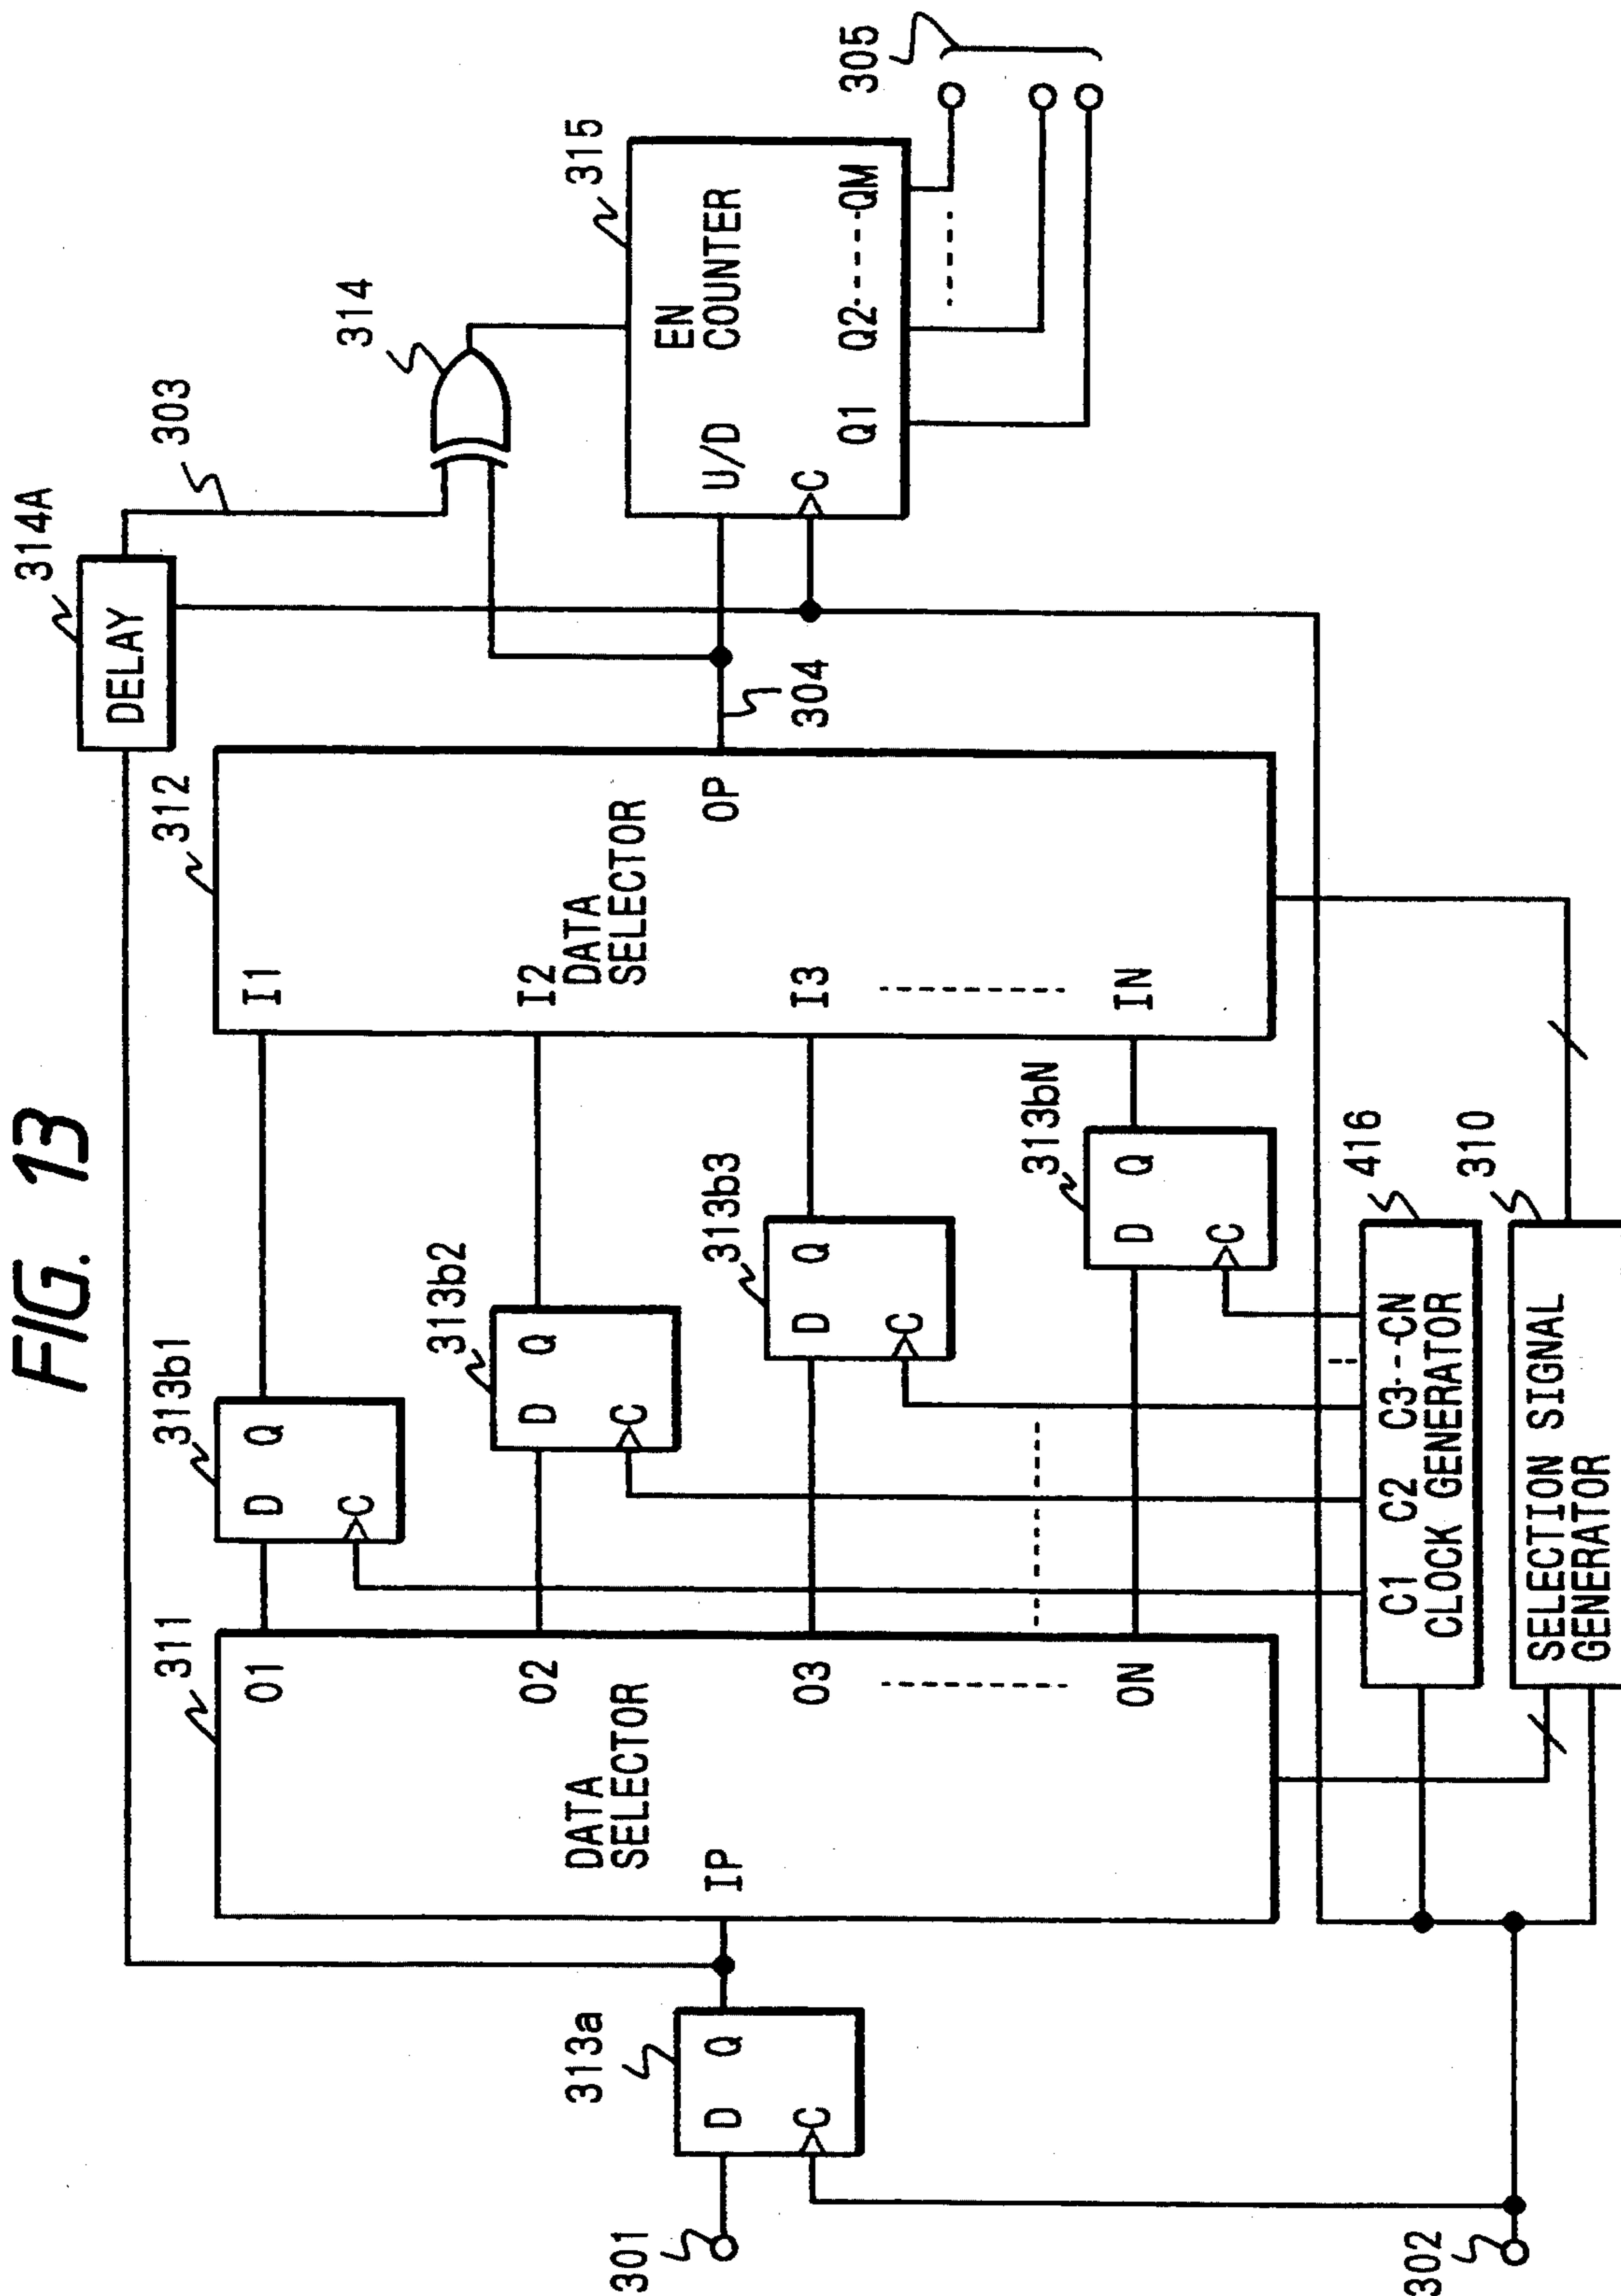 FIG. 13
314A
DELAY
303
314
315
EN
COUNTER
U/D
C
Q1 Q2-----QM
305
311
DATA
SELECTOR
IP
O1
O2
O3
ON
313b1
D Q
C
313b2
D Q
C
313b3
D Q
C
313bN
D Q
C
312
I1
I2
DATA
SELECTOR
I3
IN
OP
304
313a
D Q
C
301
302
416
C1 C2 C3---CN
CLOCK GENERATOR
310
SELECTION SIGNAL
GENERATOR